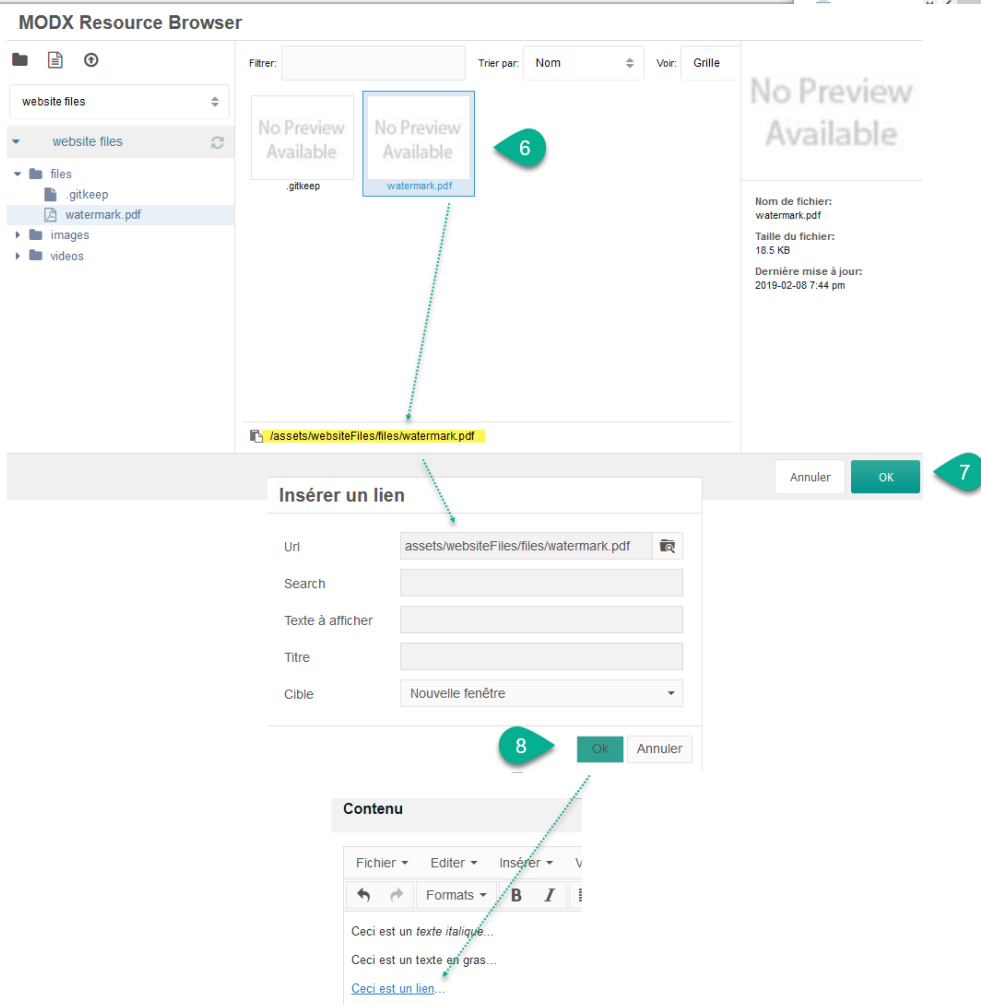 MODX Resource Browser
Filtrer:
Trier par: Nom
Voir: Grille
website files
website files
files
.gitkeep
watermark.pdf
images
videos
No Preview
Available
.gitkeep
No Preview
Available
watermark.pdf
6
No Preview
Available
Nom de fichier:
watermark.pdf
Taille du fichier:
18.5 KB
Dernière mise à jour:
2019-02-08 7:44 pm
/assets/websiteFiles/files/watermark.pdf
Annuler
OK
7
Insérer un lien
Url
assets/websiteFiles/files/watermark.pdf
Search
Texte à afficher
Titre
Cible
Nouvelle fenêtre
8
Ok
Annuler
Contenu
Fichier
Editer
Insérer
V
Formats
B
I
Ceci est un texte italique...
Ceci est un texte en gras...
Ceci est un lien...